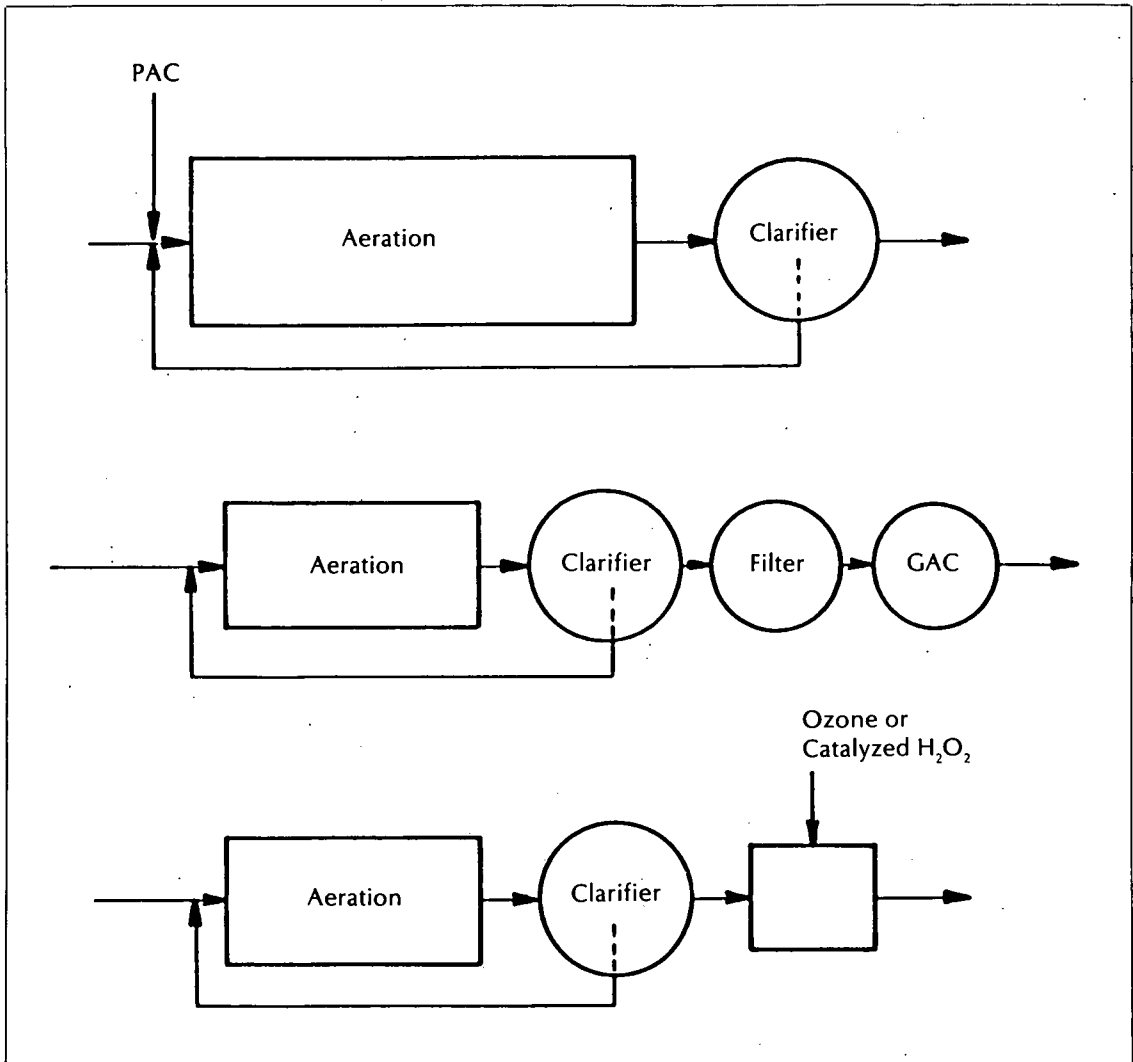 PAC
Aeration
Clarifier
Aeration
Clarifier
Filter
GAC
Ozone or
Catalyzed H₂O₂
Aeration
Clarifier